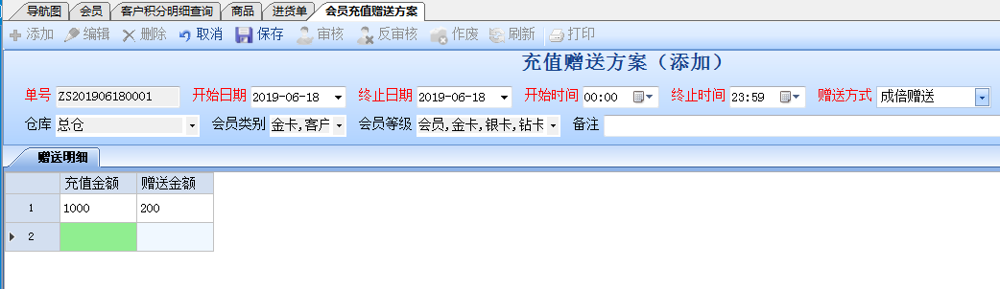 导航图 会员 客户积分明细查询 商品 进货单 会员充值赠送方案
添加 编辑 删除 取消 保存 审核 反审核 作废 刷新 打印
充值赠送方案（添加）
单号 ZS201906180001 开始日期 2019-06-18 终止日期 2019-06-18 开始时间 00:00 终止时间 23:59 赠送方式 成倍赠送
仓库 总仓 会员类别 金卡,客户 会员等级 会员,金卡,银卡,钻卡 备注
赠送明细
充值金额 赠送金额
1 1000 200
2